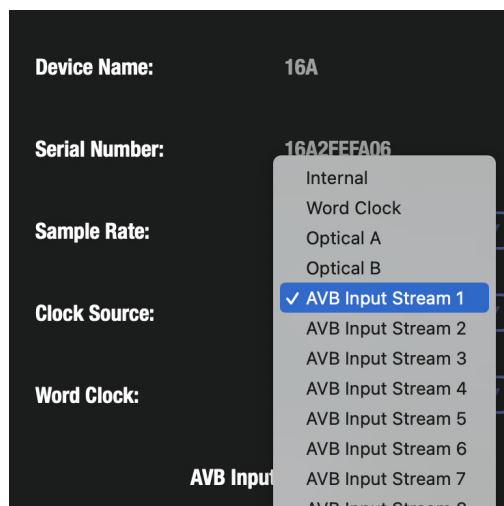 Device Name: 16A
Serial Number: 16A2FEFA06
Internal
Word Clock
Sample Rate:
Optical A
Optical B
✓ AVB Input Stream 1
Clock Source:
AVB Input Stream 2
AVB Input Stream 3
AVB Input Stream 4
Word Clock:
AVB Input Stream 5
AVB Input Stream 6
AVB Input
AVB Input Stream 7